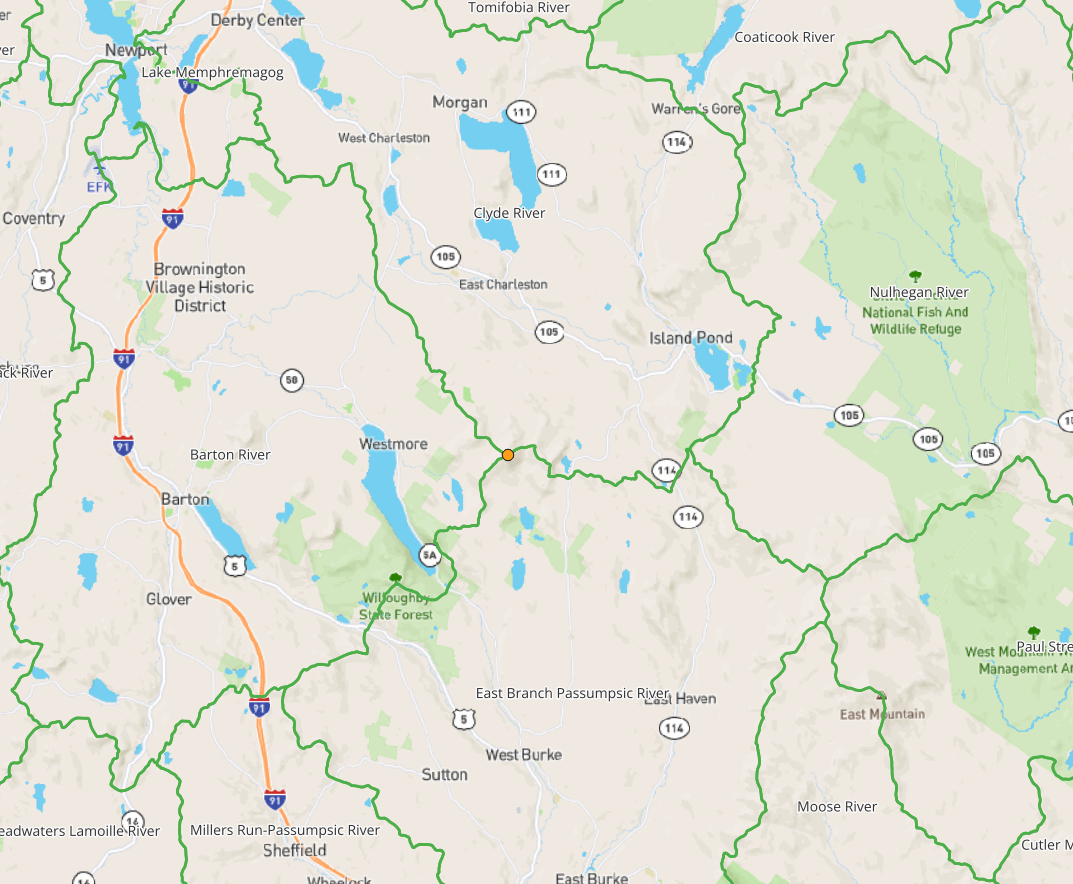 Tomifobia River
Derby Center
Coaticook River
Newport
Lake Memphremagog
91
Morgan
111
Warren's Gore
West Charleston
114
111
EFK
Clyde River
Coventry
91
105
Brownington
Village Historic
District
5
East Charleston
Nulhegan River
National Fish And
Wildlife Refuge
105
Island Pond
91
ack River
58
105
105
105
91
Westmore
Barton River
114
Barton
114
5A
5
Willoughby
State Forest
Glover
West Mountain
Paul Stre
Management Ar
East Branch Passumpsic River
East Haven
91
5
114
East Mountain
West Burke
Sutton
91
Moose River
16
eadwaters Lamoille River
Millers Run-Passumpsic River
Sheffield
Cutler M
16
Wheelock
East Burke